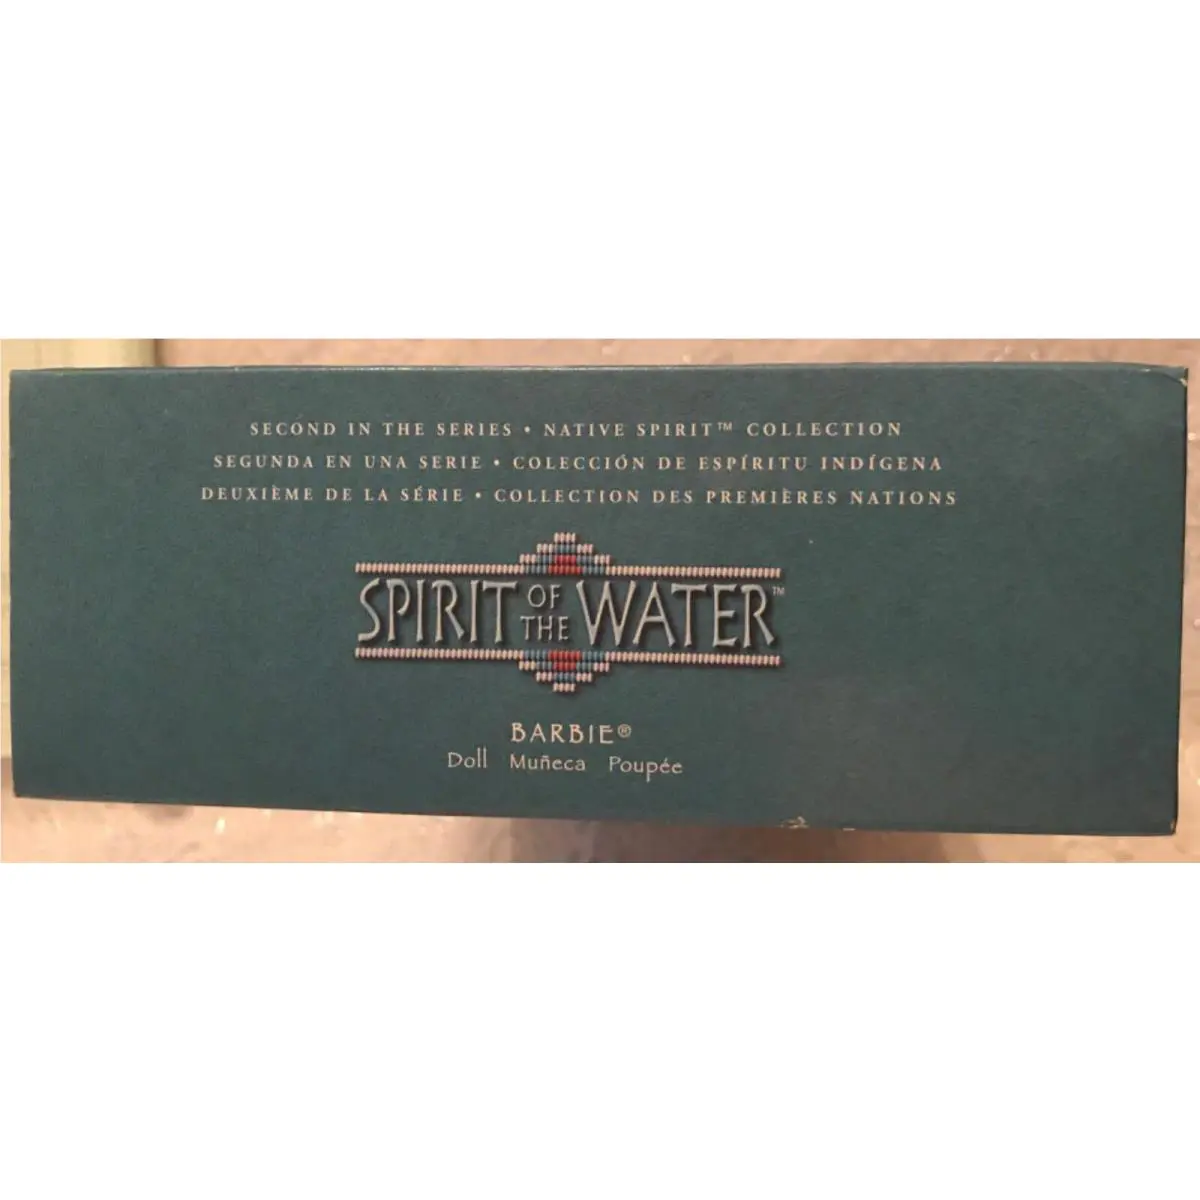 SECOND IN THE SERIES • NATIVE SPIRIT™ COLLECTION
SEGUNDA EN UNA SERIE • COLECCIÓN DE ESPÍRITU INDÍGENA
DEUXIÈME DE LA SÉRIE • COLLECTION DES PREMIÈRES NATIONS
SPIRIT OF THE WATER™
BARBIE®
Doll Muñeca Poupée